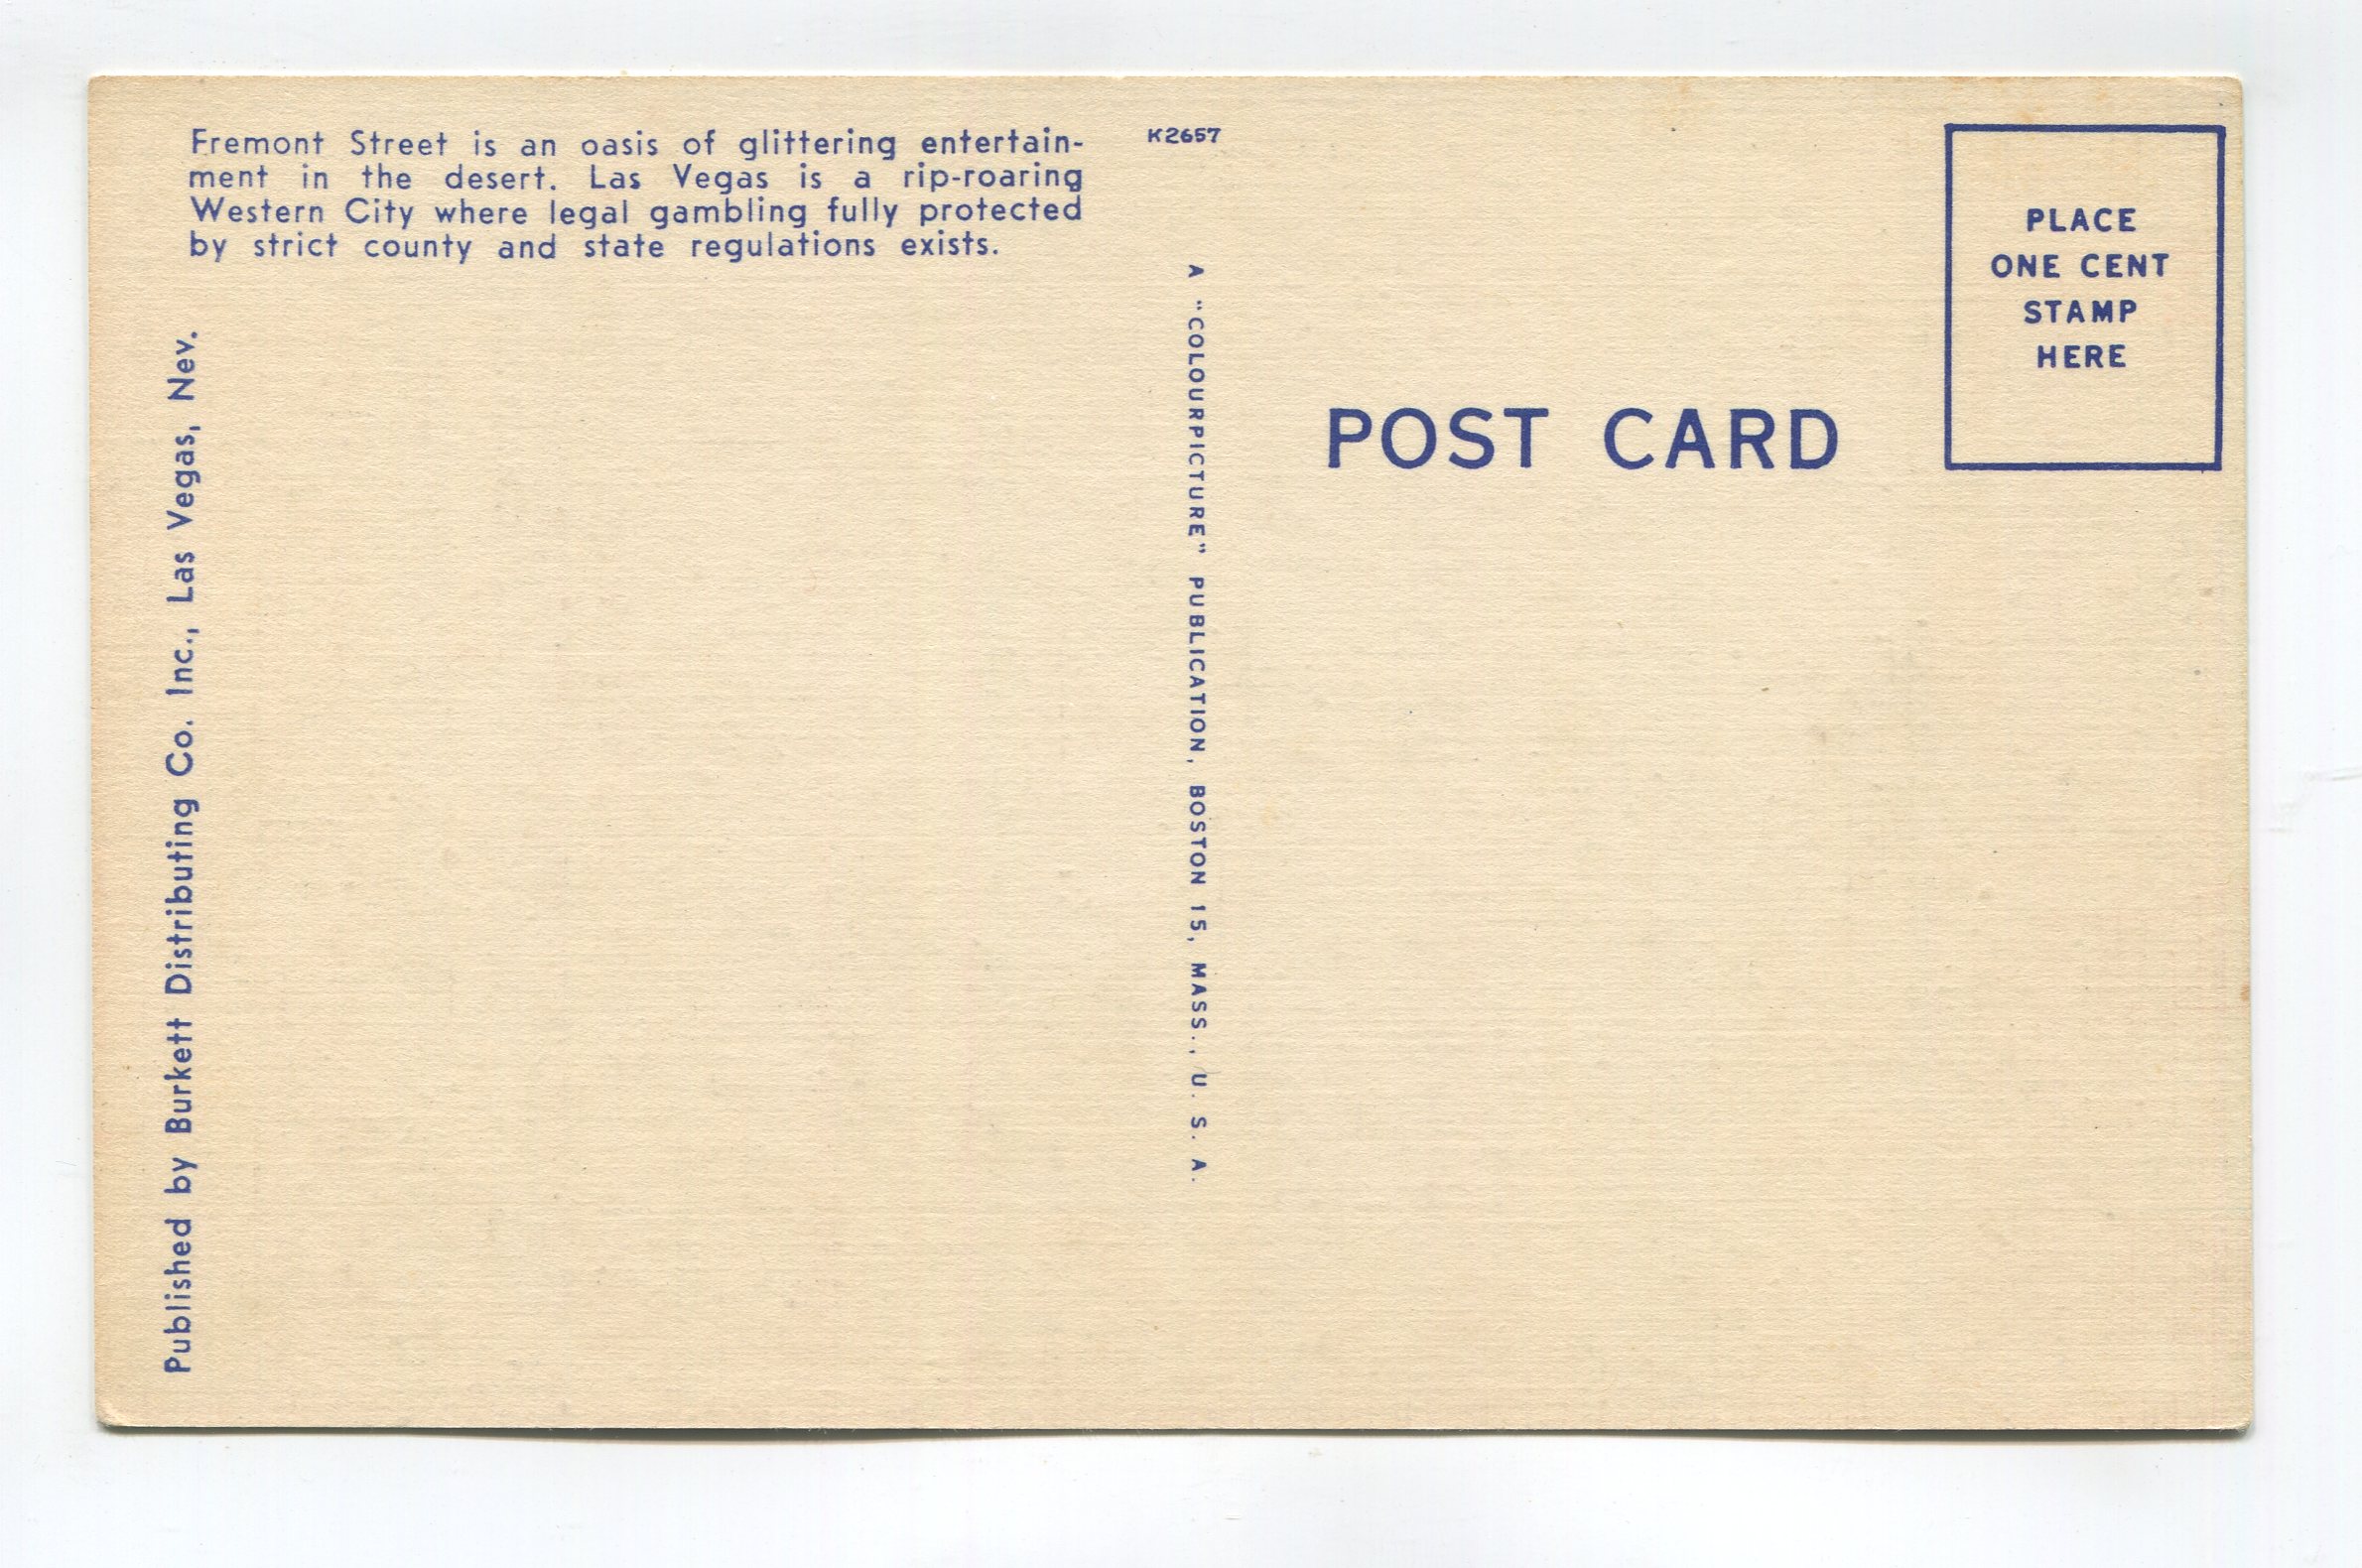 Fremont Street is an oasis of glittering entertain-
ment in the desert. Las Vegas is a rip-roaring
Western City where legal gambling fully protected
by strict county and state regulations exists.
Published by Burkett Distributing Co. Inc., Las Vegas, Nev.
K2657
A "COLOURPICTURE" PUBLICATION, BOSTON 15, MASS., U. S. A.
POST CARD
PLACE
ONE CENT
STAMP
HERE